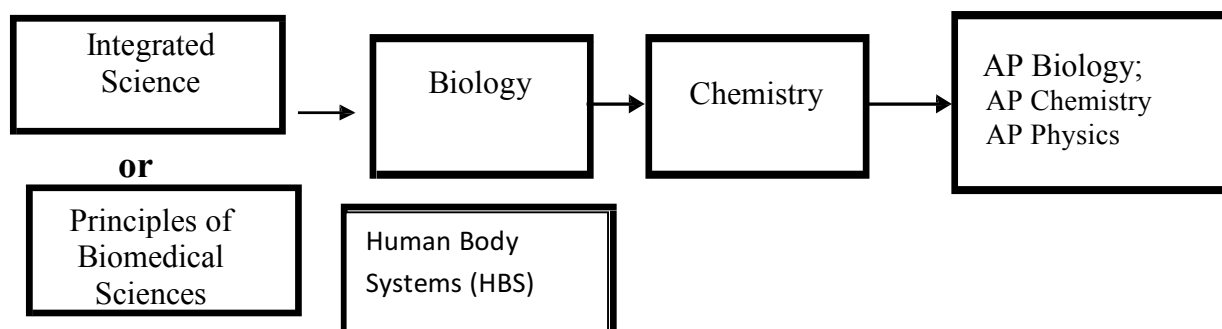 Integrated
Science
or
Principles of
Biomedical
Sciences
Biology
Human Body
Systems (HBS)
Chemistry
AP Biology;
AP Chemistry
AP Physics